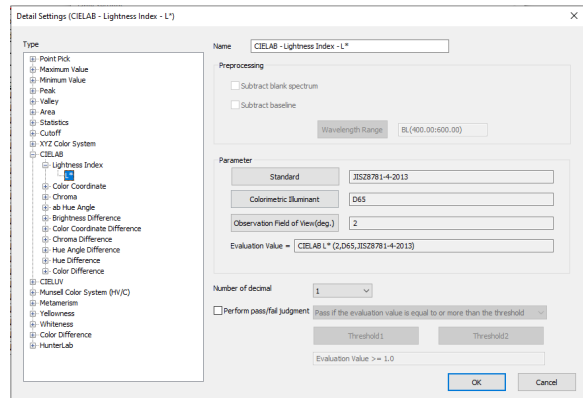 Detail Settings (CIELAB - Lightness Index - L*)
Type
Point Pick
Maximum Value
Minimum Value
Peak
Valley
Area
Statistics
Cutoff
XYZ Color System
CIELAB
Lightness Index
L*
Color Coordinate
Chroma
ab Hue Angle
Brightness Difference
Color Coordinate Difference
Chroma Difference
Hue Angle Difference
Hue Difference
Color Difference
CIELUV
Munsell Color System (HV/C)
Metamerism
Yellowness
Whiteness
Color Difference
HunterLab
Name CIELAB - Lightness Index - L*
Preprocessing
Subtract blank spectrum
Subtract baseline
Wavelength Range BL(400.00:600.00)
Parameter
Standard JISZ8781-4-2013
Colorimetric Illuminant D65
Observation Field of View(deg.) 2
Evaluation Value = CIELAB L* (2,D65,JISZ8781-4-2013)
Number of decimal 1
Perform pass/fail judgment Pass if the evaluation value is equal to or more than the threshold
Threshold1 Threshold2
Evaluation Value >= 1.0
OK Cancel